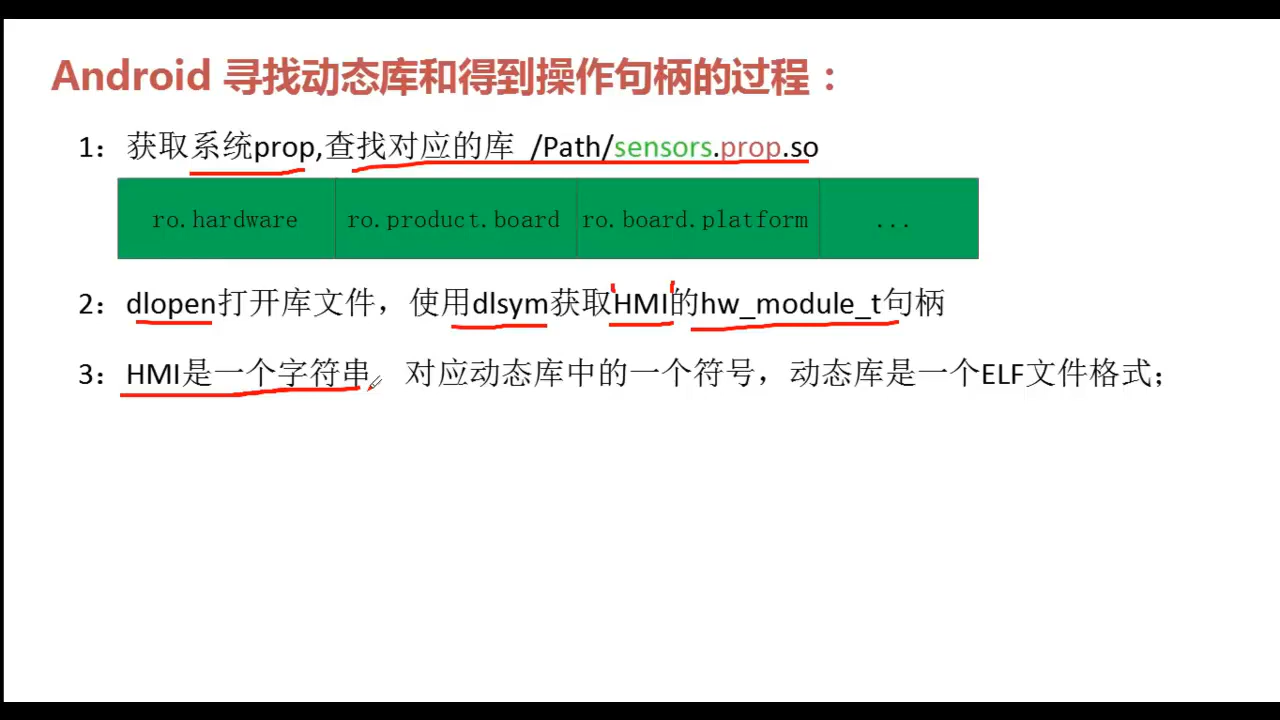 Android 寻找动态库和得到操作句柄的过程：
1：获取系统prop,查找对应的库 /Path/sensors.prop.so
ro.hardware ro.product.board ro.board.platform ...
2：dlopen打开库文件，使用dlsym获取HMI的hw_module_t句柄
3：HMI是一个字符串， 对应动态库中的一个符号，动态库是一个ELF文件格式；